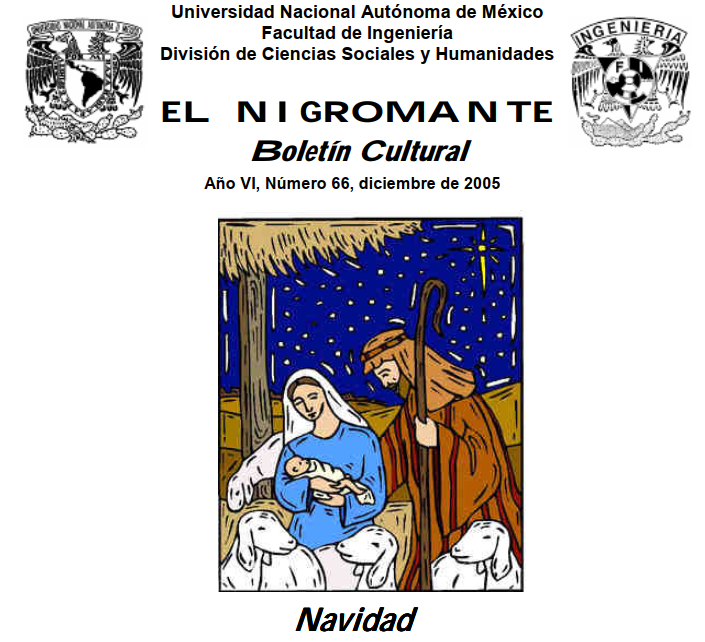 Universidad Nacional Autónoma de México
Facultad de Ingeniería
División de Ciencias Sociales y Humanidades
INGENIERIA
F I
EL NIGROMANTE
Boletín Cultural
Año VI, Número 66, diciembre de 2005
Navidad